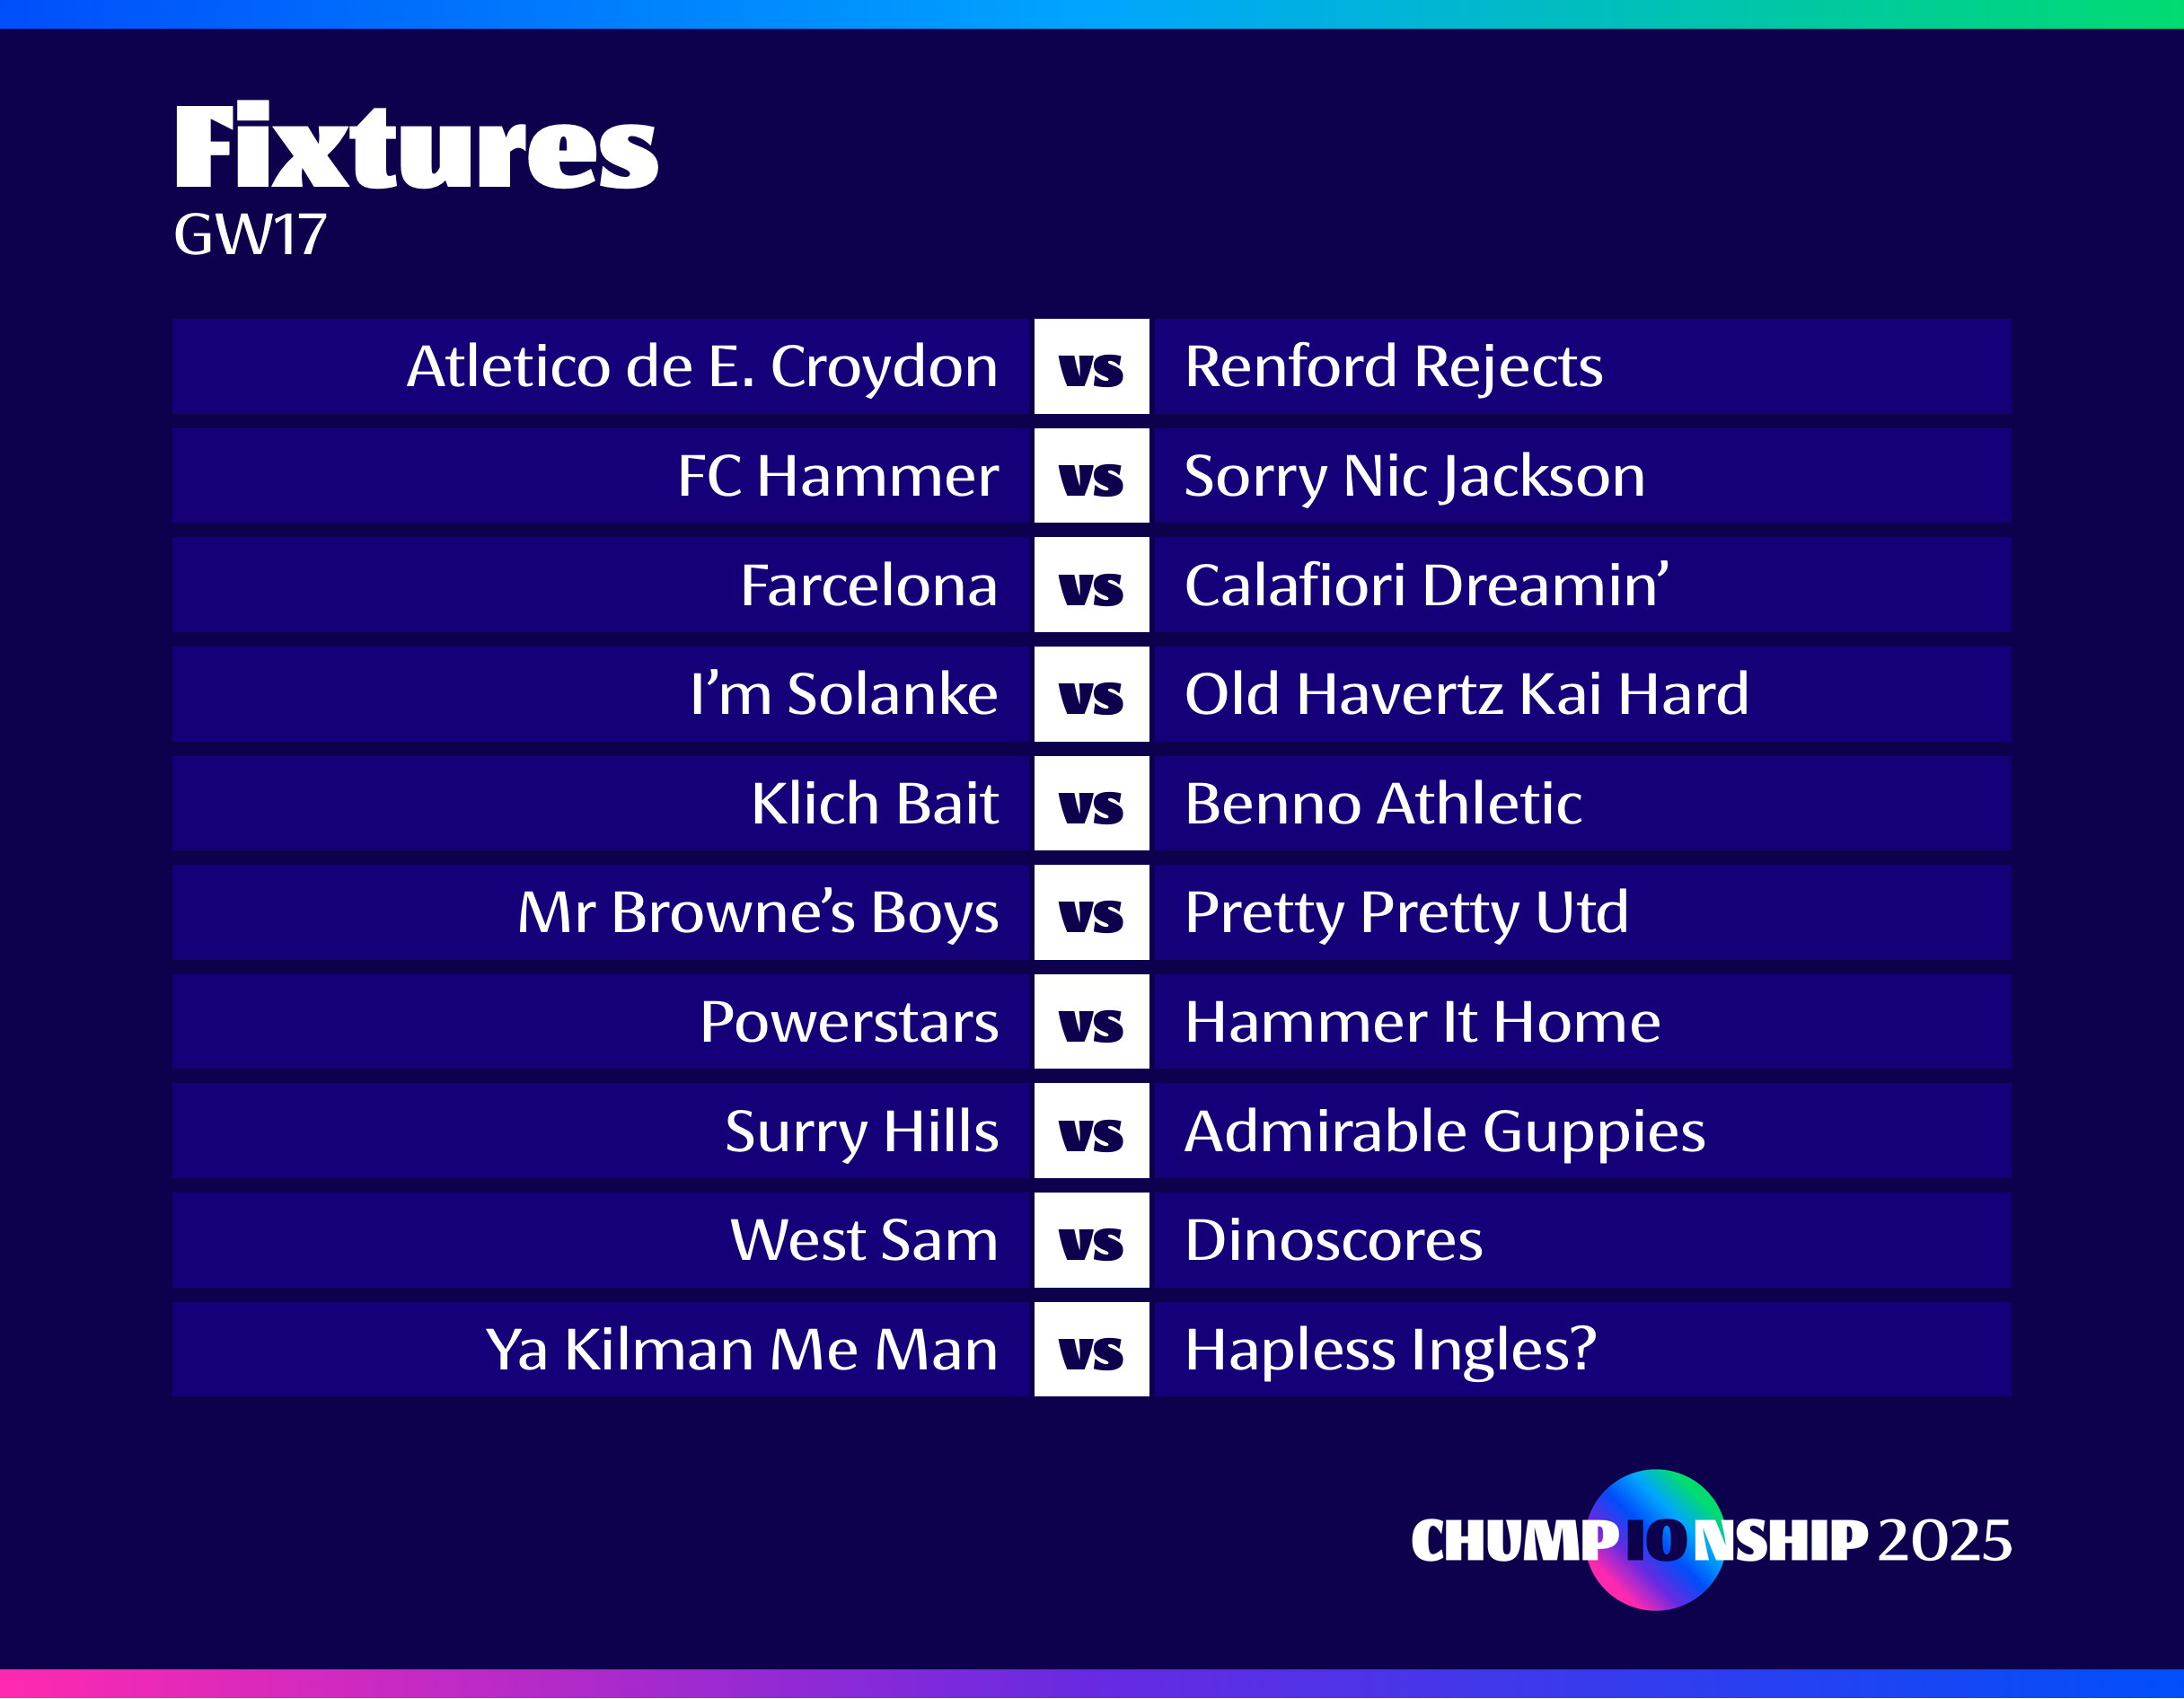 Fixtures
GW17
Atletico de E. Croydon vs Renford Rejects
FC Hammer vs Sorry Nic Jackson
Farcelona vs Calafiori Dreamin’
I’m Solanke vs Old Havertz Kai Hard
Klich Bait vs Benno Athletic
Mr Browne’s Boys vs Pretty Pretty Utd
Powerstars vs Hammer It Home
Surry Hills vs Admirable Guppies
West Sam vs Dinoscores
Ya Kilman Me Man vs Hapless Ingles?
CHUMPIONSHIP 2025